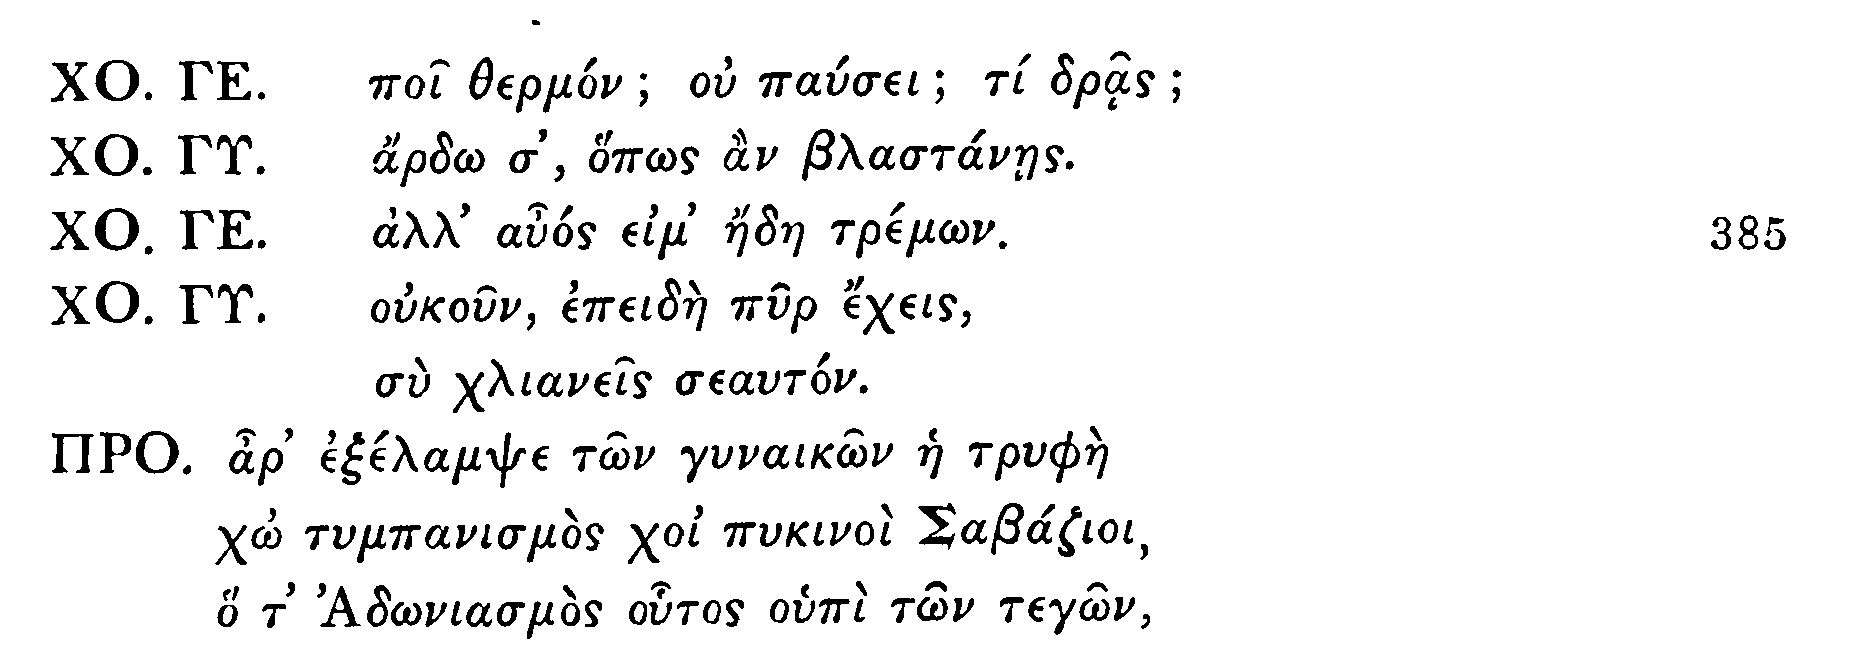 ΧΟ. ΓΕ. ποῖ θερμόν; οὐ παύσει; τί δρᾷς;
ΧΟ. ΓΥ. ἄρδω σ’, ὅπως ἂν βλαστάνῃς.
ΧΟ. ΓΕ. ἀλλ’ αὖός εἰμ’ ἤδη τρέμων. 385
ΧΟ. ΓΥ. οὐκοῦν, ἐπειδὴ πῦρ ἔχεις,
σὺ χλιανεῖς σεαυτόν.
ΠΡΟ. ἆρ’ ἐξέλαμψε τῶν γυναικῶν ἡ τρυφὴ
χὠ τυμπανισμὸς χοἰ πυκινοὶ Σαβάζιοι,
ὅ τ’ Ἀδωνιασμὸς οὗτος οὑπὶ τῶν τεγῶν,